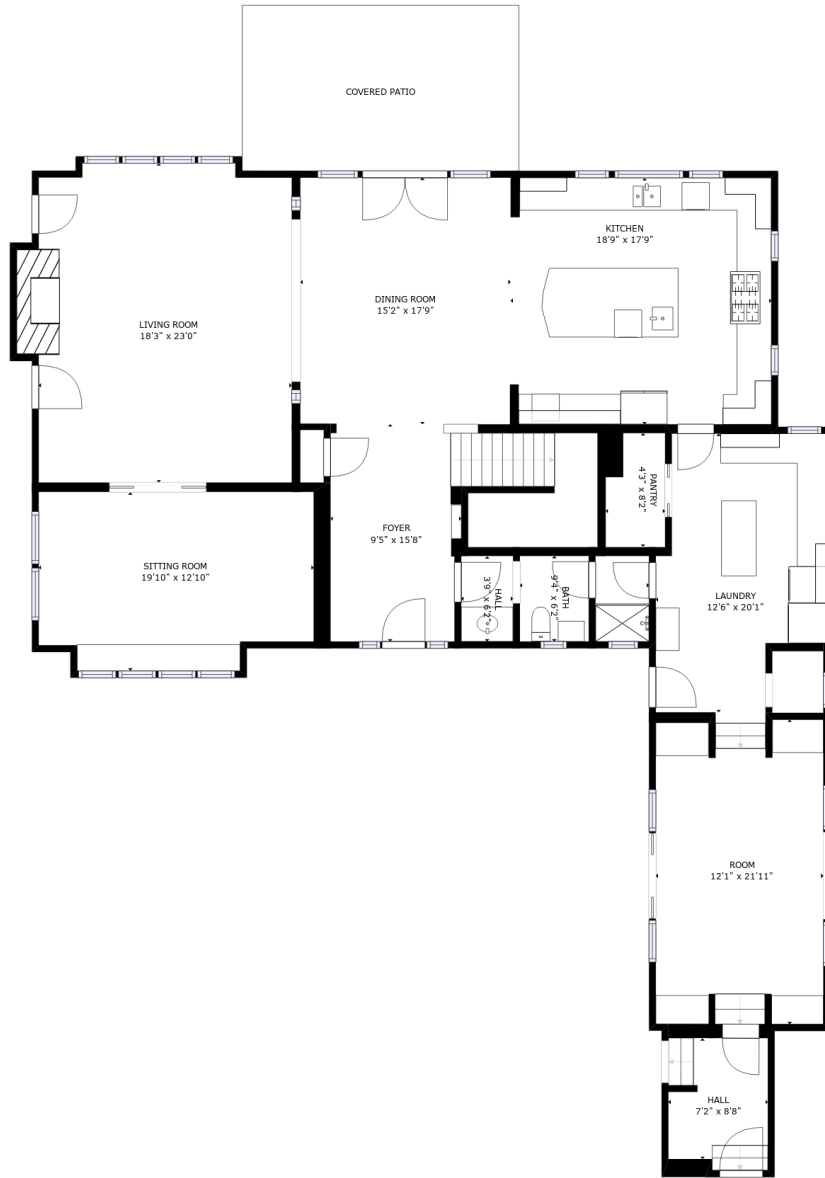 COVERED PATIO
KITCHEN
18'9" x 17'9"
DINING ROOM
15'2" x 17'9"
LIVING ROOM
18'3" x 23'0"
PANTRY
4'3" x 8'2"
FOYER
9'5" x 15'8"
SITTING ROOM
19'10" x 12'10"
HALL
3'9" x 6'2"
BATH
9'4" x 6'2"
LAUNDRY
12'6" x 20'1"
ROOM
12'1" x 21'11"
HALL
7'2" x 8'8"